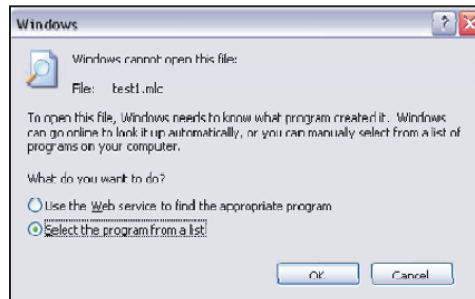 Windows
Windows cannot open this file:
File: test1.mlc
To open this file, Windows needs to know what program created it. Windows
can go online to look it up automatically, or you can manually select from a list of
programs on your computer.
What do you want to do?
Use the Web service to find the appropriate program
Select the program from a list
OK Cancel